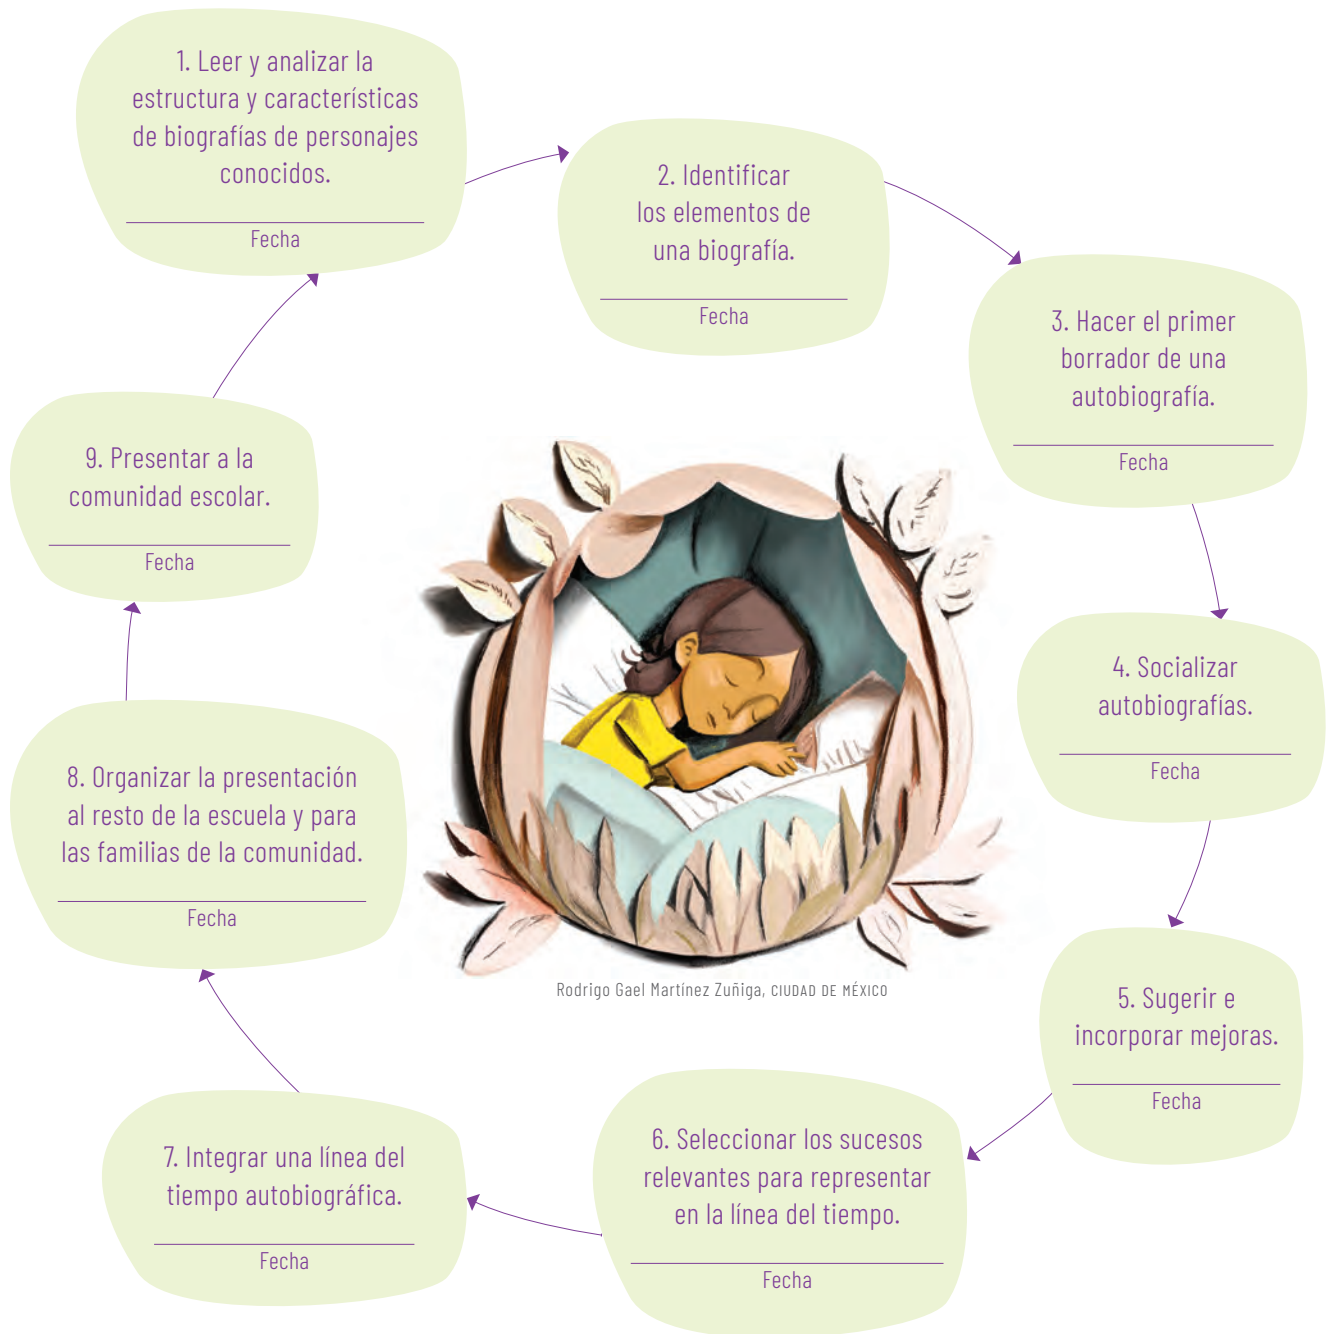 1. Leer y analizar la
estructura y características
de biografías de personajes
conocidos.
Fecha
2. Identificar
los elementos de
una biografía.
Fecha
3. Hacer el primer
borrador de una
autobiografía.
Fecha
4. Socializar
autobiografías.
Fecha
5. Sugerir e
incorporar mejoras.
Fecha
6. Seleccionar los sucesos
relevantes para representar
en la línea del tiempo.
Fecha
7. Integrar una línea del
tiempo autobiográfica.
Fecha
8. Organizar la presentación
al resto de la escuela y para
las familias de la comunidad.
Fecha
9. Presentar a la
comunidad escolar.
Fecha
Rodrigo Gael Martínez Zuñiga, CIUDAD DE MÉXICO